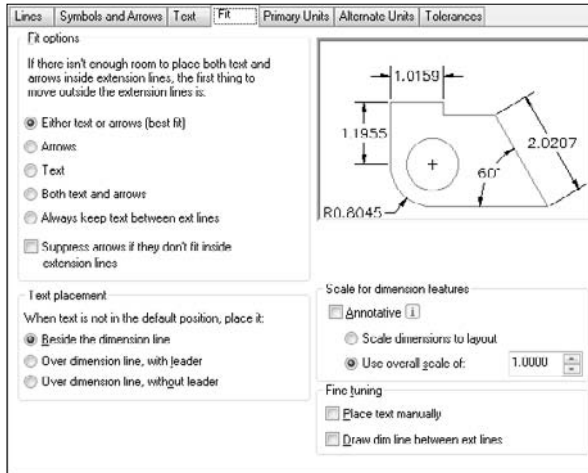 Lines
Symbols and Arrows
Text
Fit
Primary Units
Alternate Units
Tolerances
Fit options
If there isn't enough room to place both text and
arrows inside extension lines, the first thing to
move outside the extension lines is:
Either text or arrows (best fit)
Arrows
Text
Both text and arrows
Always keep text between ext lines
Suppress arrows if they don't fit inside
extension lines
Text placement
When text is not in the default position, place it:
Beside the dimension line
Over dimension line, with leader
Over dimension line, without leader
1.0159
1.1955
2.0207
60°
R0.8045
Scale for dimension features
Annotative
Scale dimensions to layout
Use overall scale of:
1.0000
Fine tuning
Place text manually
Draw dim line between ext lines